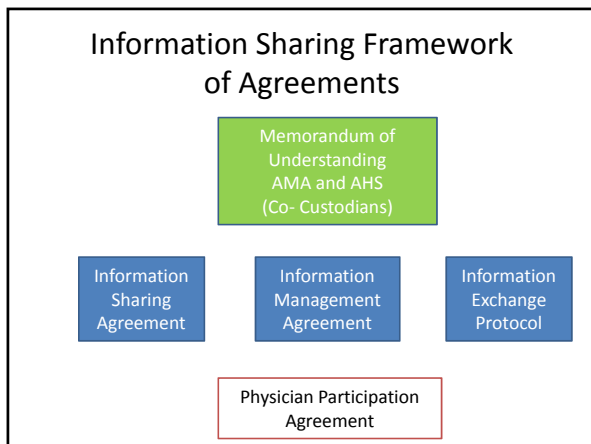 Information Sharing Framework
of Agreements
Memorandum of
Understanding
AMA and AHS
(Co- Custodians)
Information
Sharing
Agreement
Information
Management
Agreement
Information
Exchange
Protocol
Physician Participation
Agreement